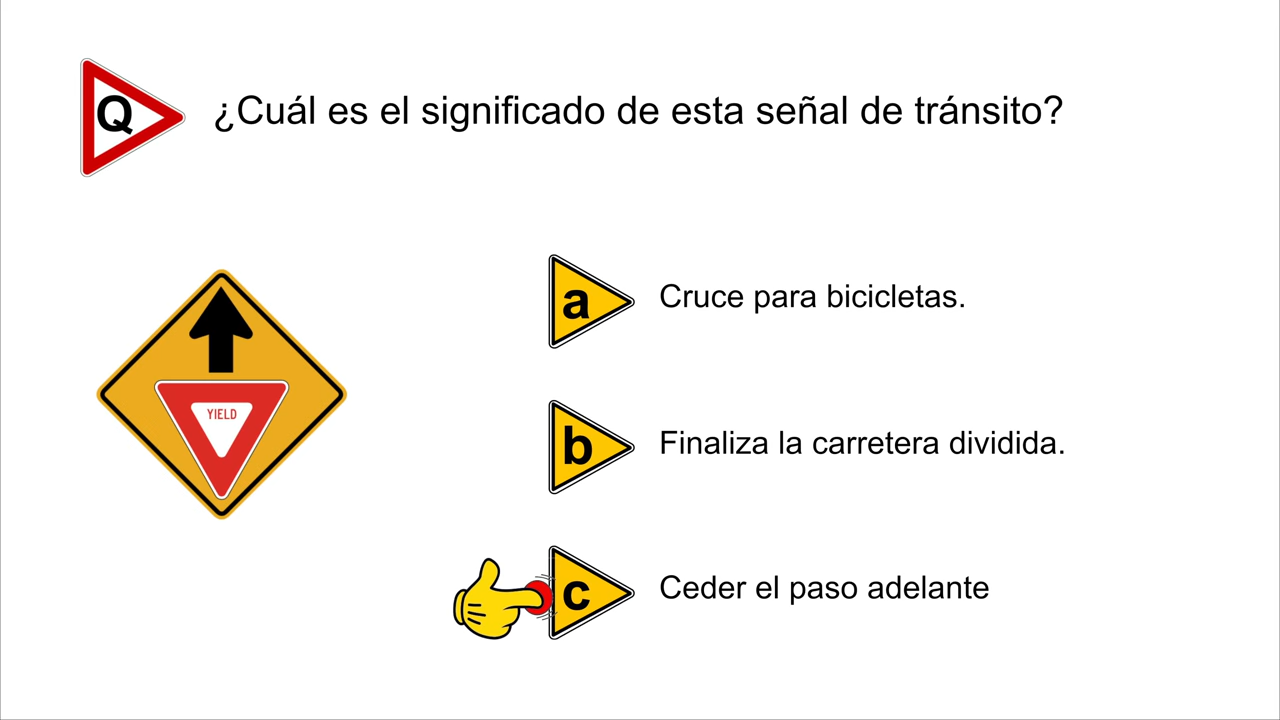 Q ¿Cuál es el significado de esta señal de tránsito?
a Cruce para bicicletas.
YIELD
b Finaliza la carretera dividida.
c Ceder el paso adelante